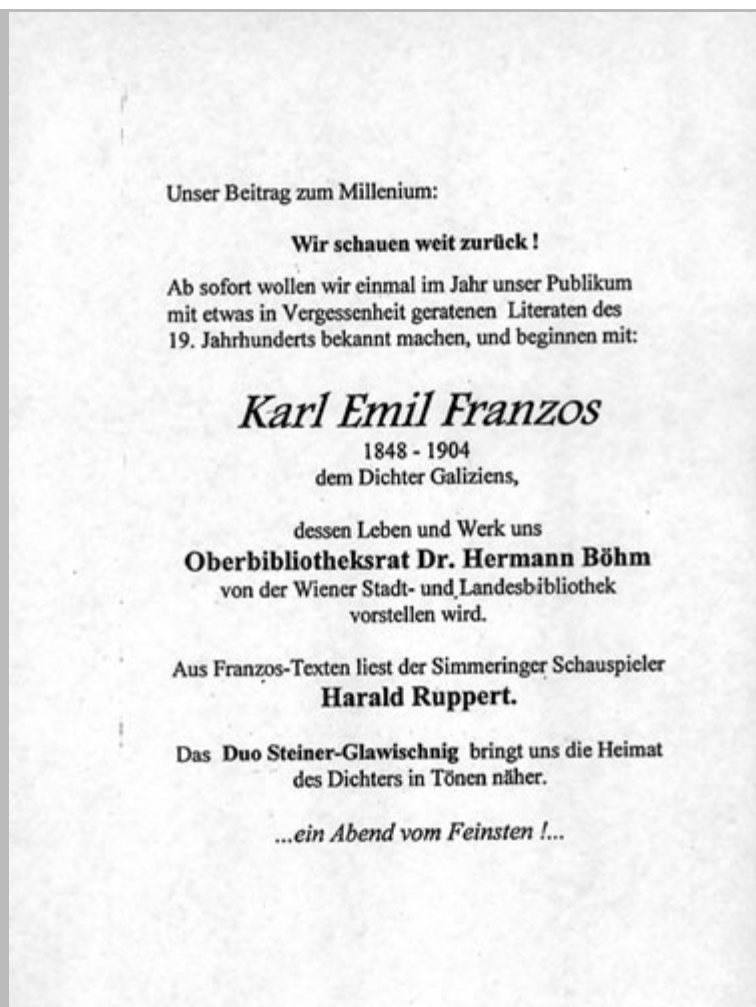 Unser Beitrag zum Millenium:
Wir schauen weit zurück !
Ab sofort wollen wir einmal im Jahr unser Publikum
mit etwas in Vergessenheit geratenen Literaten des
19. Jahrhunderts bekannt machen, und beginnen mit:
Karl Emil Franzos
1848 - 1904
dem Dichter Galiziens,
dessen Leben und Werk uns
Oberbibliotheksrat Dr. Hermann Böhm
von der Wiener Stadt- und Landesbibliothek
vorstellen wird.
Aus Franzos-Texten liest der Simmeringer Schauspieler
Harald Ruppert.
Das Duo Steiner-Glawischnig bringt uns die Heimat
des Dichters in Tönen näher.
...ein Abend vom Feinsten !...